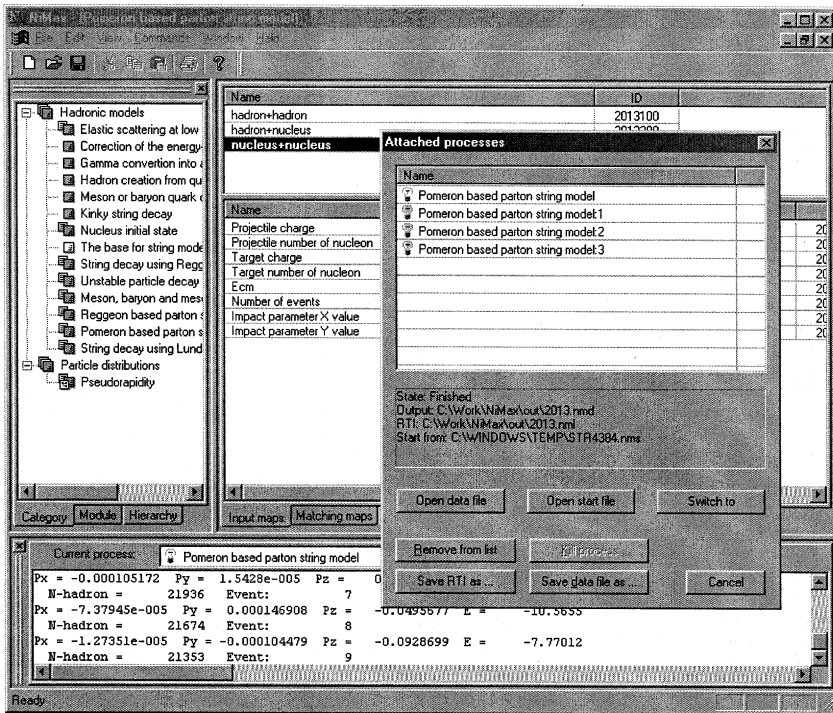 NiMax - [Pomeron based parton string model]
File Edit View Commands Window Help
Hadronic models
Elastic scattering at low
Correction of the energy-
Gamma convertion into
Hadron creation from qu
Meson or baryon quark
Kinky string decay
Nucleus initial state
The base for string mode
String decay using Regg
Unstable particle decay
Meson, baryon and mes
Reggeon based parton
Pomeron based parton s
String decay using Lund
Particle distributions
Pseudorapidity
Category Module Hierarchy
Name ID
hadron+hadron 2013100
hadron+nucleus
nucleus+nucleus
Name
Projectile charge
Projectile number of nucleon
Target charge
Target number of nucleon
Ecm
Number of events
Impact parameter X value
Impact parameter Y value
20
20
20
20
20
20
20
20
Input maps Matching maps
Attached processes
Name
Pomeron based parton string model
Pomeron based parton string model:1
Pomeron based parton string model:2
Pomeron based parton string model:3
State: Finished
Output: C:\Work\NiMax\out\2013.nmd
RTI: C:\Work\NiMax\out\2013.nml
Start from: C:\WINDOWS\TEMP\STR4384.nms
Open data file Open start file Switch to
Remove from list Kill process...
Save RTI as ... Save data file as ... Cancel
Current process: Pomeron based parton string model
Px = -0.000105172 Py = 1.5428e-005 Pz = 0
N-hadron = 21936 Event: 7
Px = -7.37945e-005 Py = 0.000146908 Pz = -0.0495677 E = -10.5655
N-hadron = 21674 Event: 8
Px = -1.27351e-005 Py = -0.000104479 Pz = -0.0928699 E = -7.77012
N-hadron = 21353 Event: 9
Ready